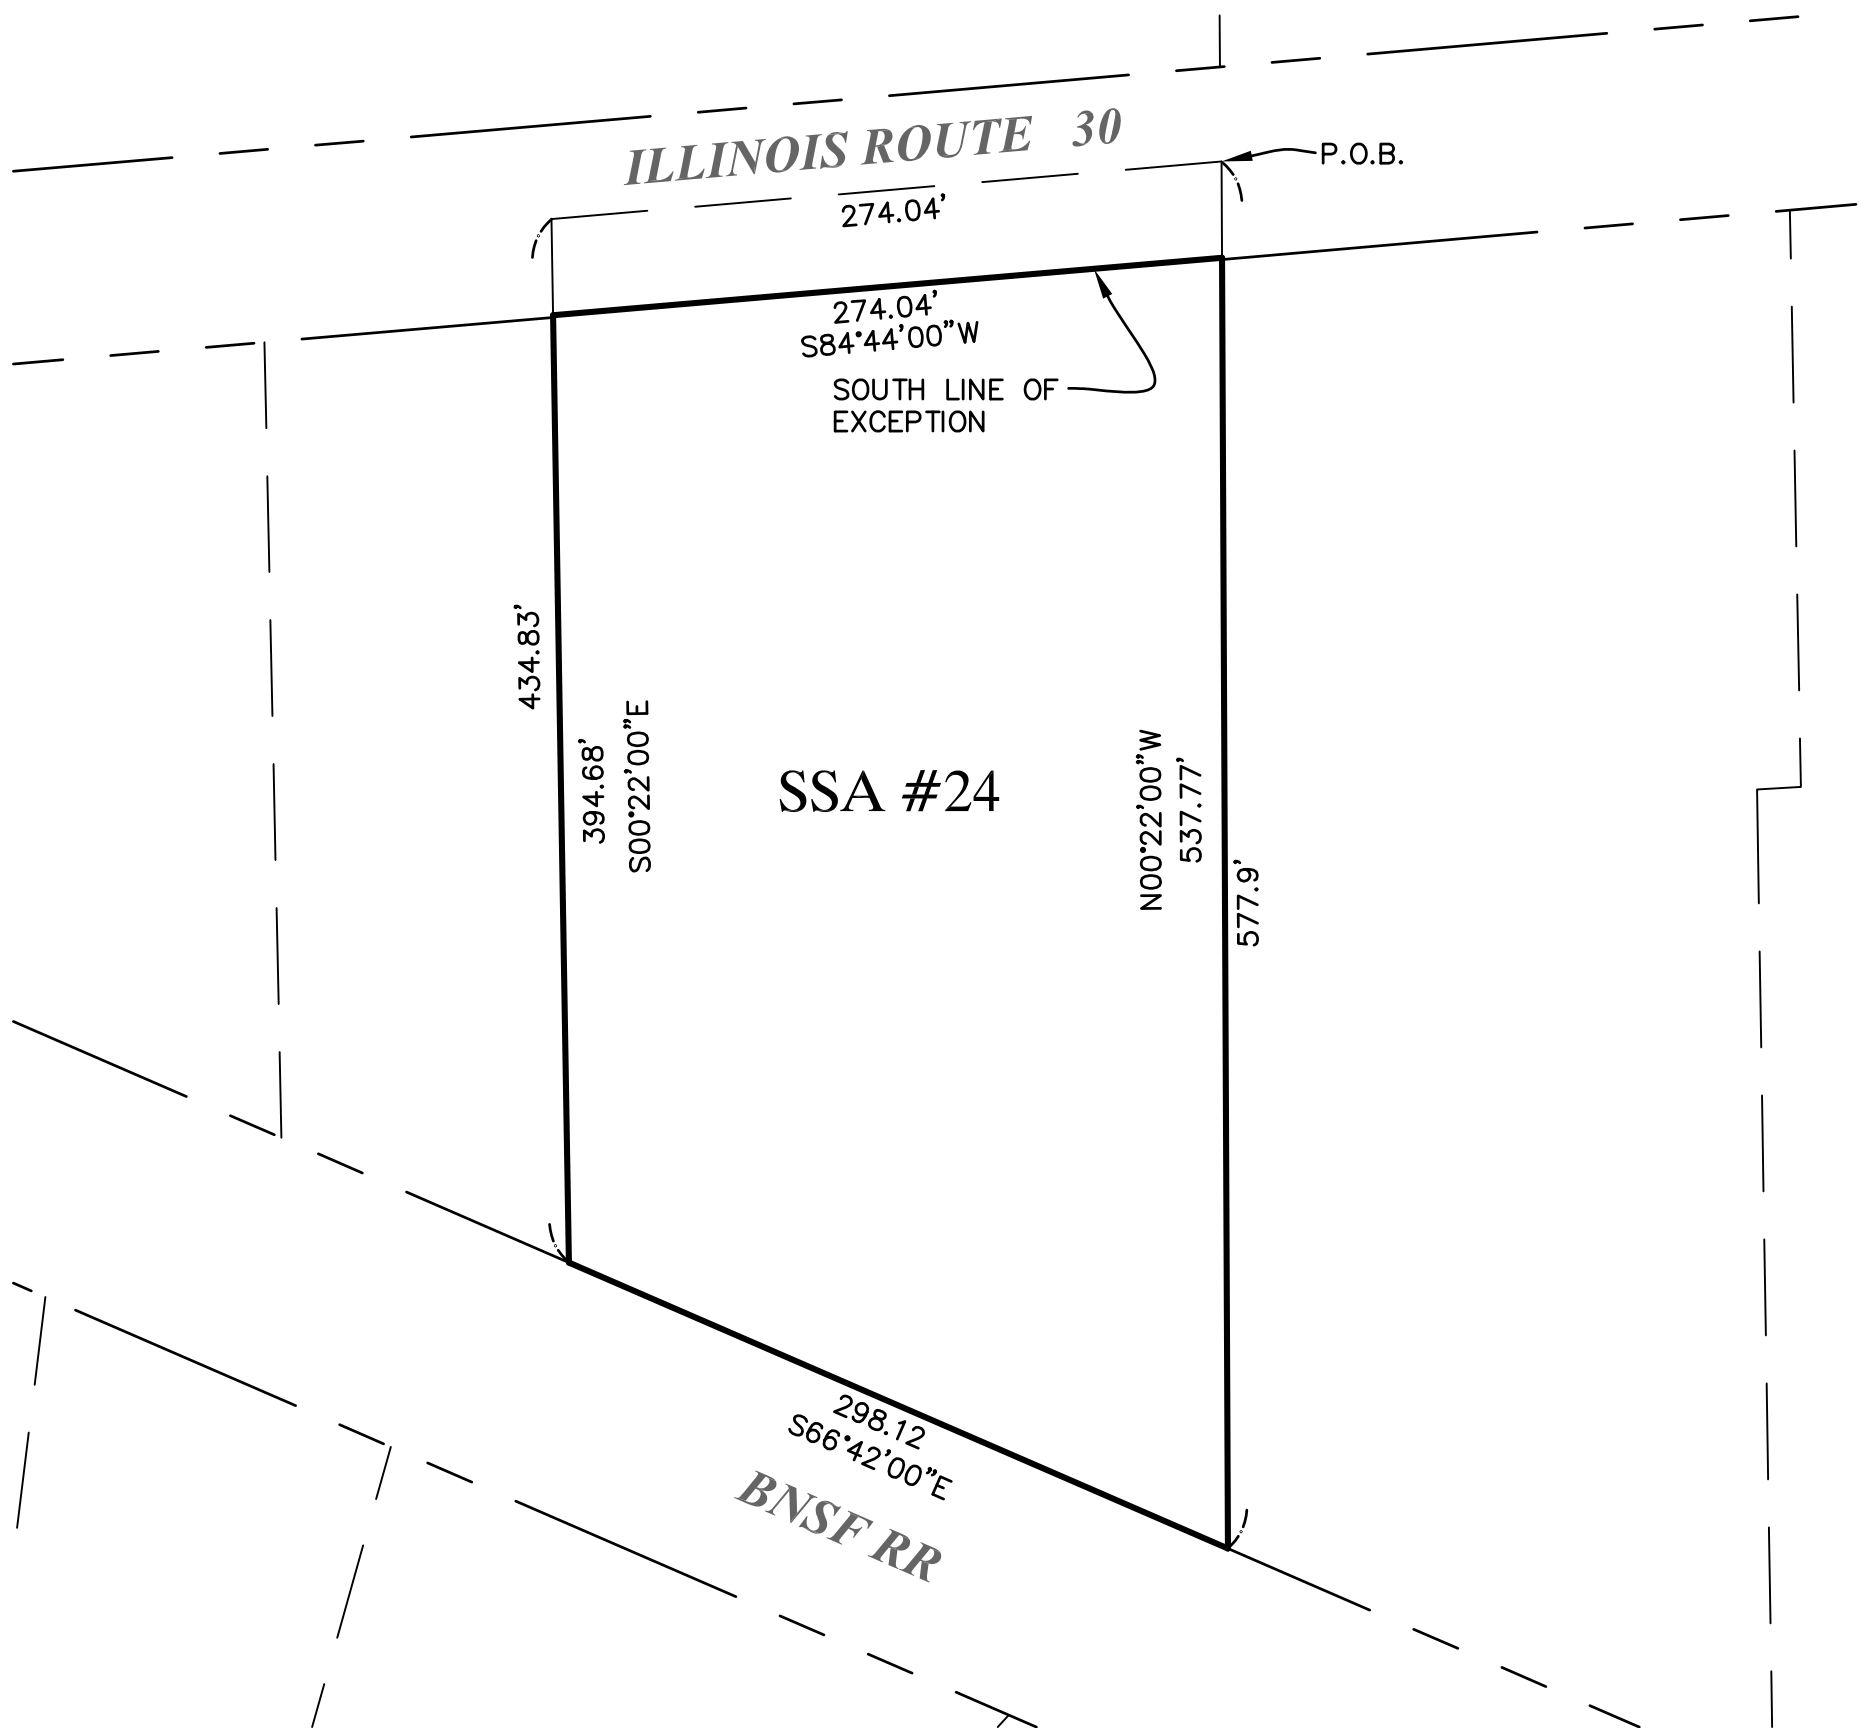 ILLINOIS ROUTE 30
P.O.B.
274.04'
274.04'
S84°44'00"W
SOUTH LINE OF
EXCEPTION
434.83'
394.68'
S00°22'00"E
SSA #24
N00°22'00"W
537.77'
577.9'
298.12
S66°42'00"E
BNSF RR